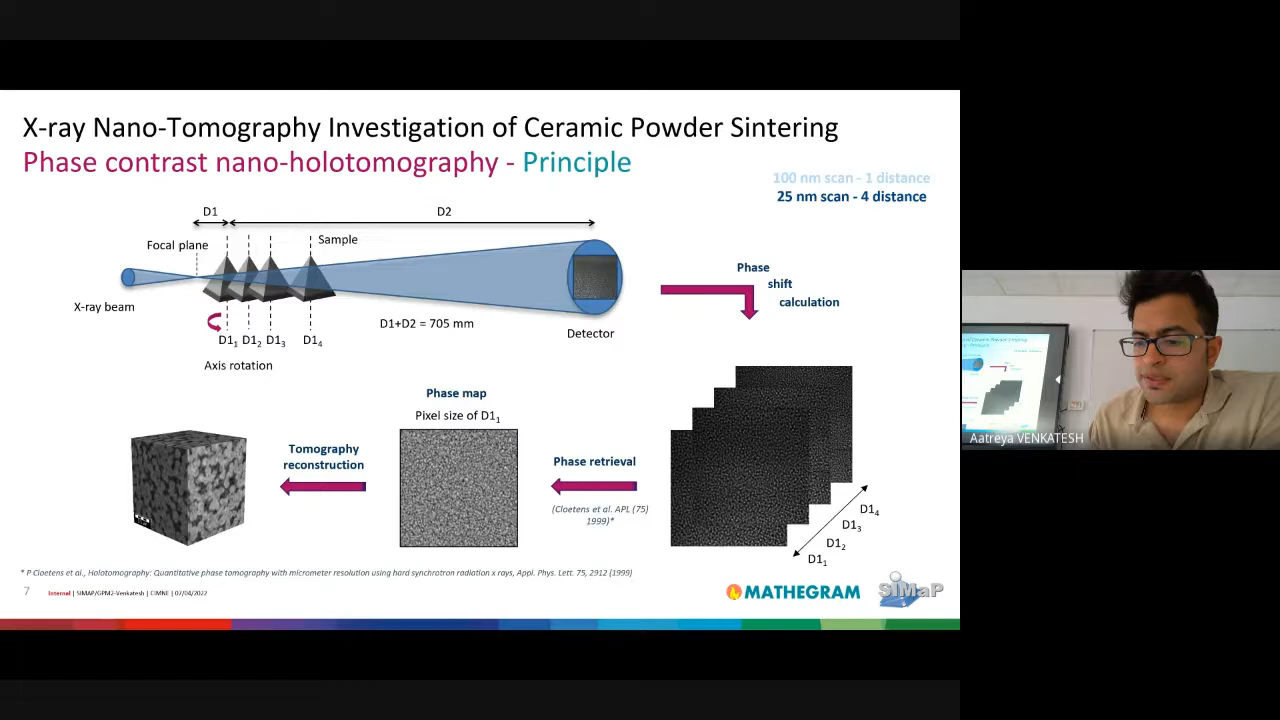 X-ray Nano-Tomography Investigation of Ceramic Powder Sintering
Phase contrast nano-holotomography - Principle
100 nm scan - 1 distance
25 nm scan - 4 distance
D1
D2
Focal plane
Sample
X-ray beam
D1₁ D1₂ D1₃ D1₄
Axis rotation
D1+D2 = 705 mm
Detector
Phase
shift
calculation
Phase map
Pixel size of D1₁
Tomography
reconstruction
Phase retrieval
(Cloetens et al. APL (75)
1999)*
D1₄
D1₃
D1₂
D1₁
* P Cloetens et al., Holotomography: Quantitative phase tomography with micrometer resolution using hard synchrotron radiation x rays, Appl. Phys. Lett. 75, 2912 (1999)
7 Internal | SIMAP/GPM2-Venkatesh | CIMNE | 07/04/2022
MATHEGRAM
SiMaP
Aatreya VENKATESH